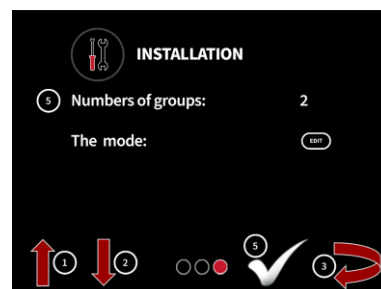 INSTALLATION
5 Numbers of groups: 2
The mode: EDIT
5
1 2 3